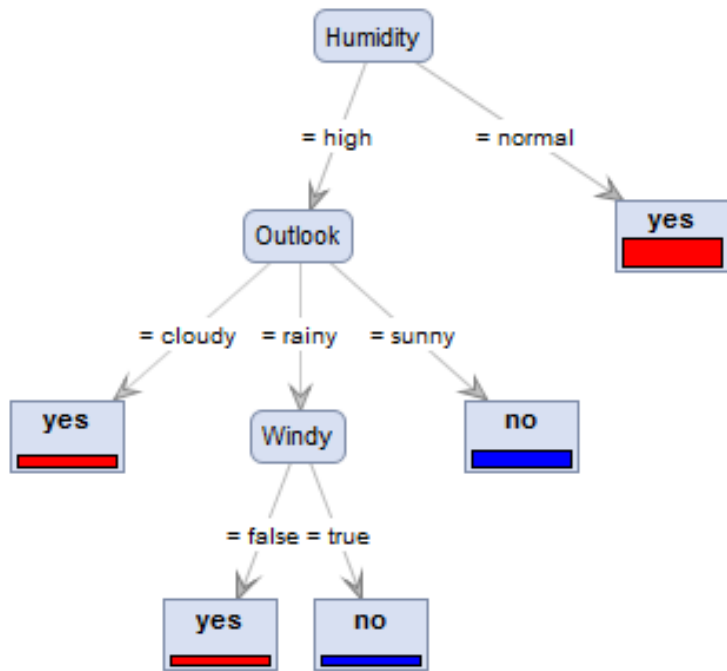 Humidity
= high
= normal
Outlook
yes
= cloudy
= rainy
= sunny
yes
Windy
no
= false
= true
yes
no